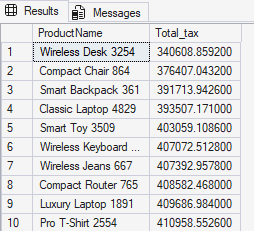 Results Messages
ProductName Total_tax
1 Wireless Desk 3254 340608.859200
2 Compact Chair 864 376407.043200
3 Smart Backpack 361 391713.942600
4 Classic Laptop 4829 393507.171000
5 Smart Toy 3509 403059.108600
6 Wireless Keyboard ... 407072.512800
7 Wireless Jeans 667 407392.957800
8 Compact Router 765 408582.468000
9 Luxury Laptop 1891 409686.984000
10 Pro T-Shirt 2554 410958.552600